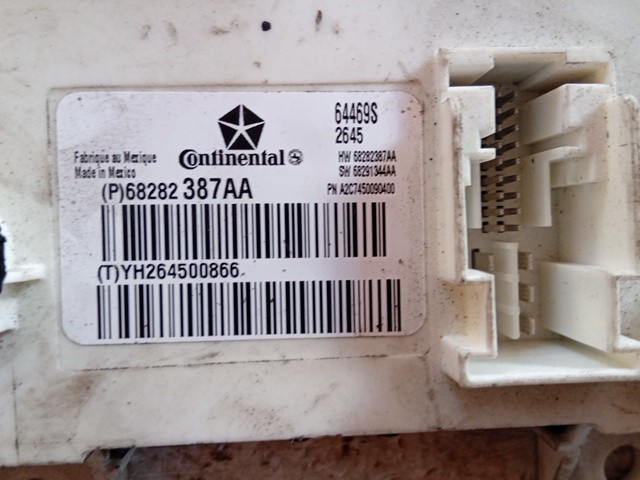 64469S
2645
Fabrique au Mexique
Made in Mexico
Continental
HW 68282387AA
SW 68291344AA
(P)68282 387AA
PN A2C7450090400
(T)YH264500866